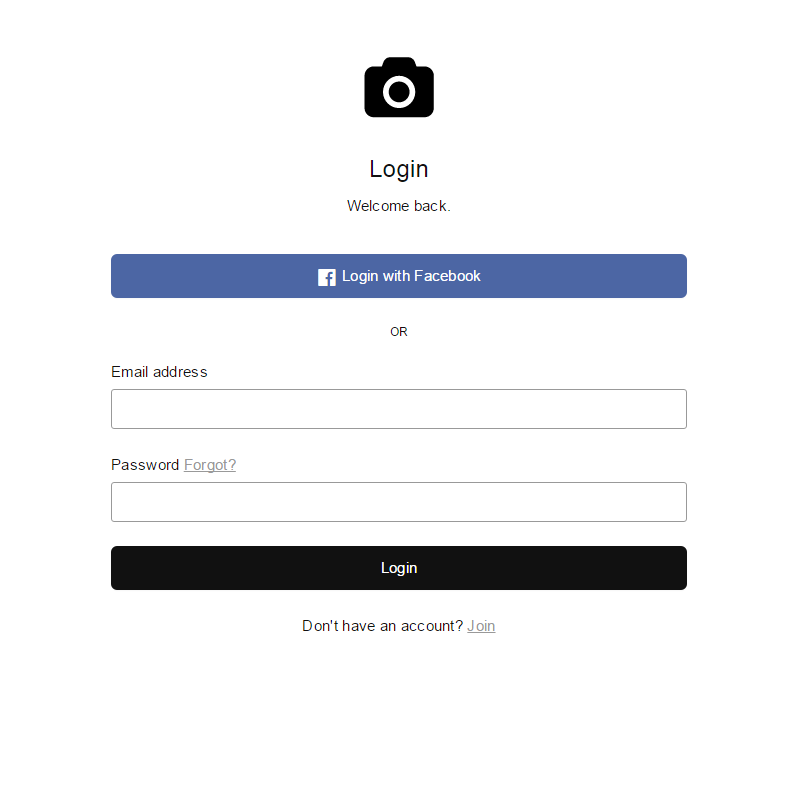 Login
Welcome back.
Login with Facebook
OR
Email address
Password Forgot?
Login
Don't have an account? Join